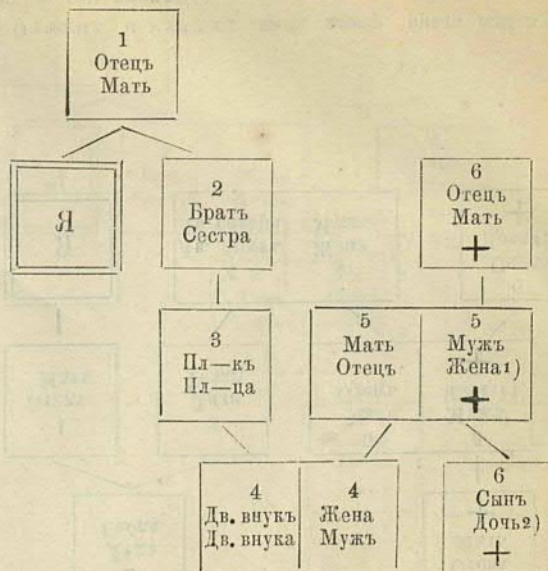 1
Отецъ
Мать
Я
2
Братъ
Сестра
6
Отецъ
Мать
+
3
Пл—къ
Пл—ца
5
Мать
Отецъ
5
Мужъ
Жена1)
+
4
Дв. внукъ
Дв. внука
4
Жена
Мужъ
6
Сынъ
Дочь2)
+